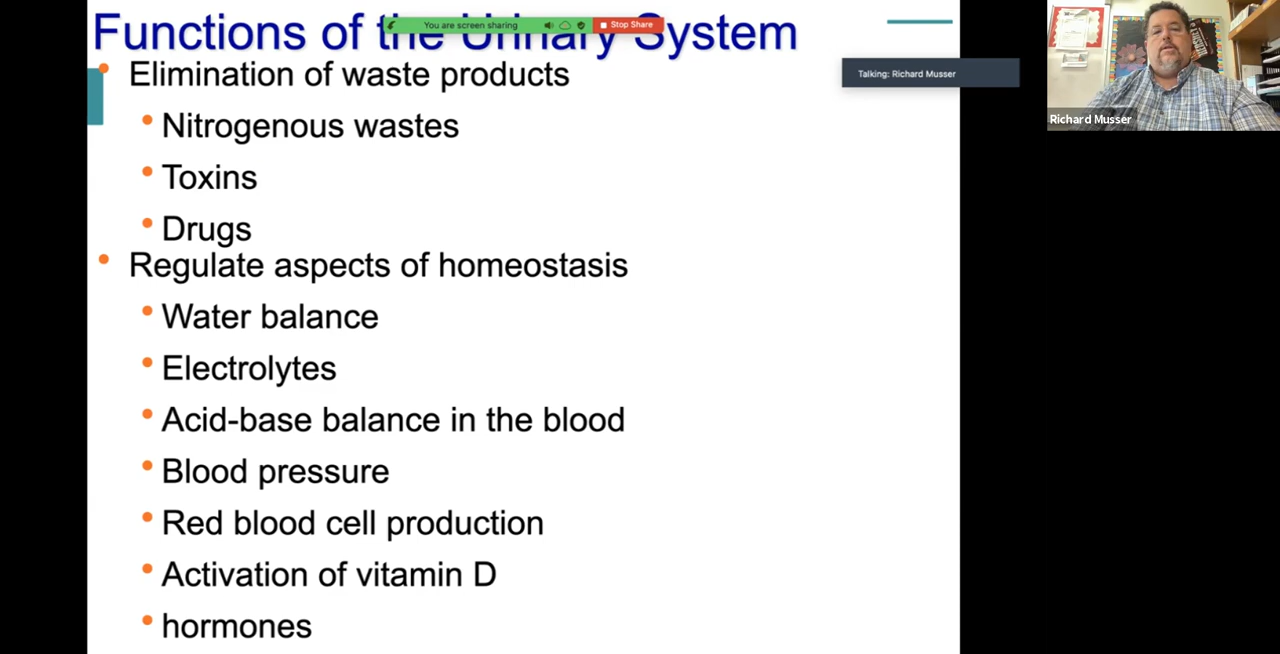 Functions of the Urinary System
You are screen sharing
Stop Share
Elimination of waste products
Nitrogenous wastes
Toxins
Drugs
Regulate aspects of homeostasis
Water balance
Electrolytes
Acid-base balance in the blood
Blood pressure
Red blood cell production
Activation of vitamin D
hormones
Talking: Richard Musser
Richard Musser